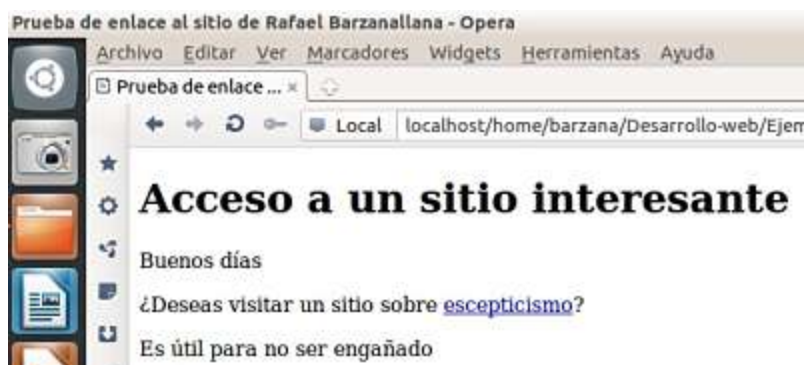 Prueba de enlace al sitio de Rafael Barzanallana - Opera
Archivo Editar Ver Marcadores Widgets Herramientas Ayuda
Prueba de enlace ... ×
Local localhost/home/barzana/Desarrollo-web/Ejem
Acceso a un sitio interesante
Buenos días
¿Deseas visitar un sitio sobre escepticismo?
Es útil para no ser engañado